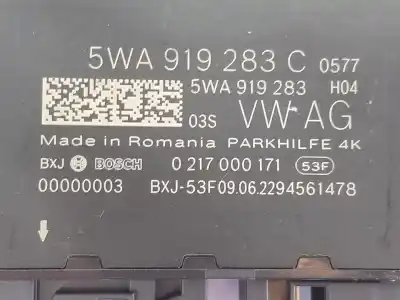 5WA 919 283 C 0577
5WA 919 283 H04
03S VW AG
Made in Romania PARKHILFE 4K
BXJ BOSCH 0 217 000 171 53F
00000003 BXJ-53F09.06.2294561478